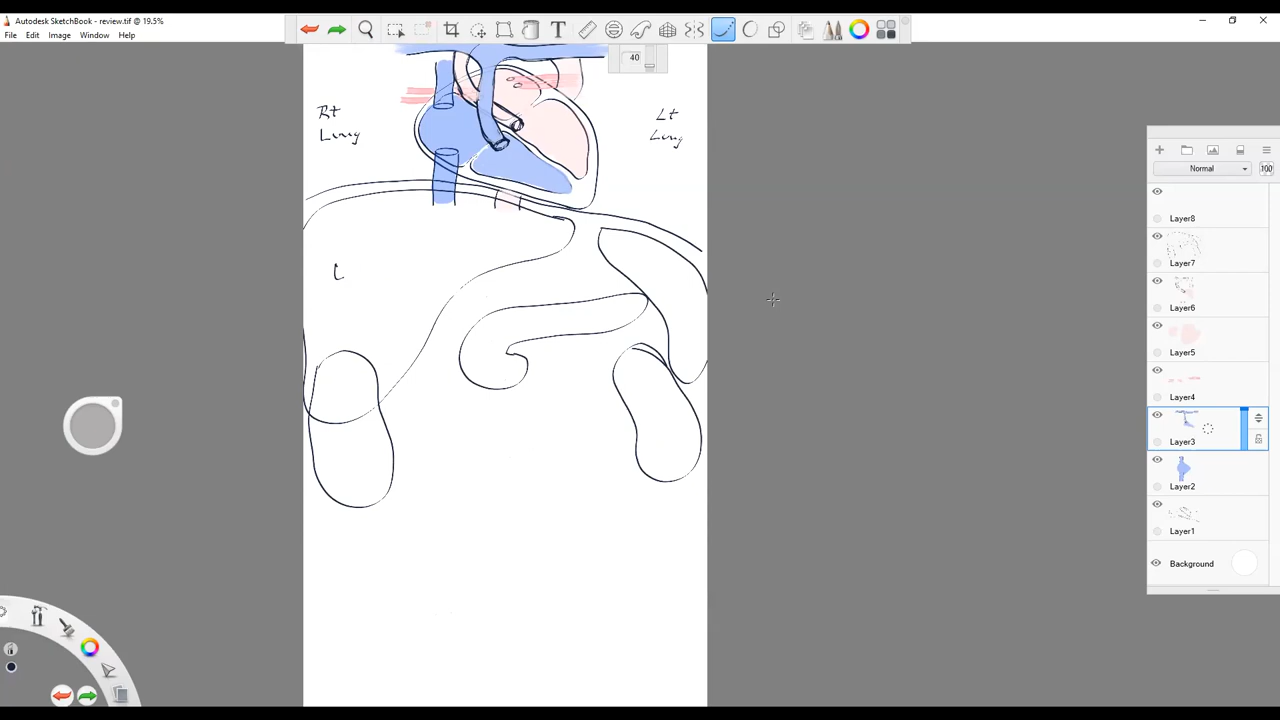 Autodesk SketchBook - review.tif @ 19.5%
File Edit Image Window Help
40
Rt
Lung
Lt
Lung
L
Normal 100
Layer8
Layer7
Layer6
Layer5
Layer4
Layer3
Layer2
Layer1
Background